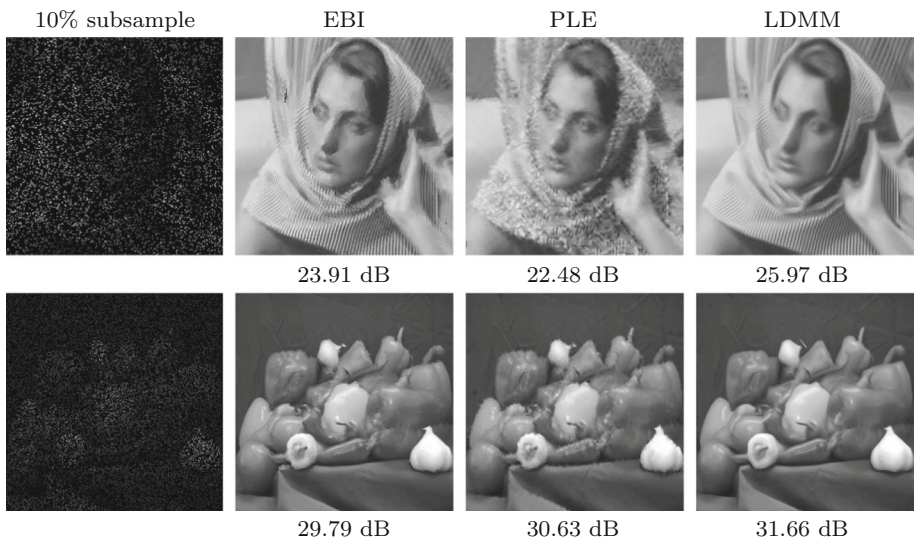 10% subsample EBI PLE LDMM
23.91 dB 22.48 dB 25.97 dB
29.79 dB 30.63 dB 31.66 dB